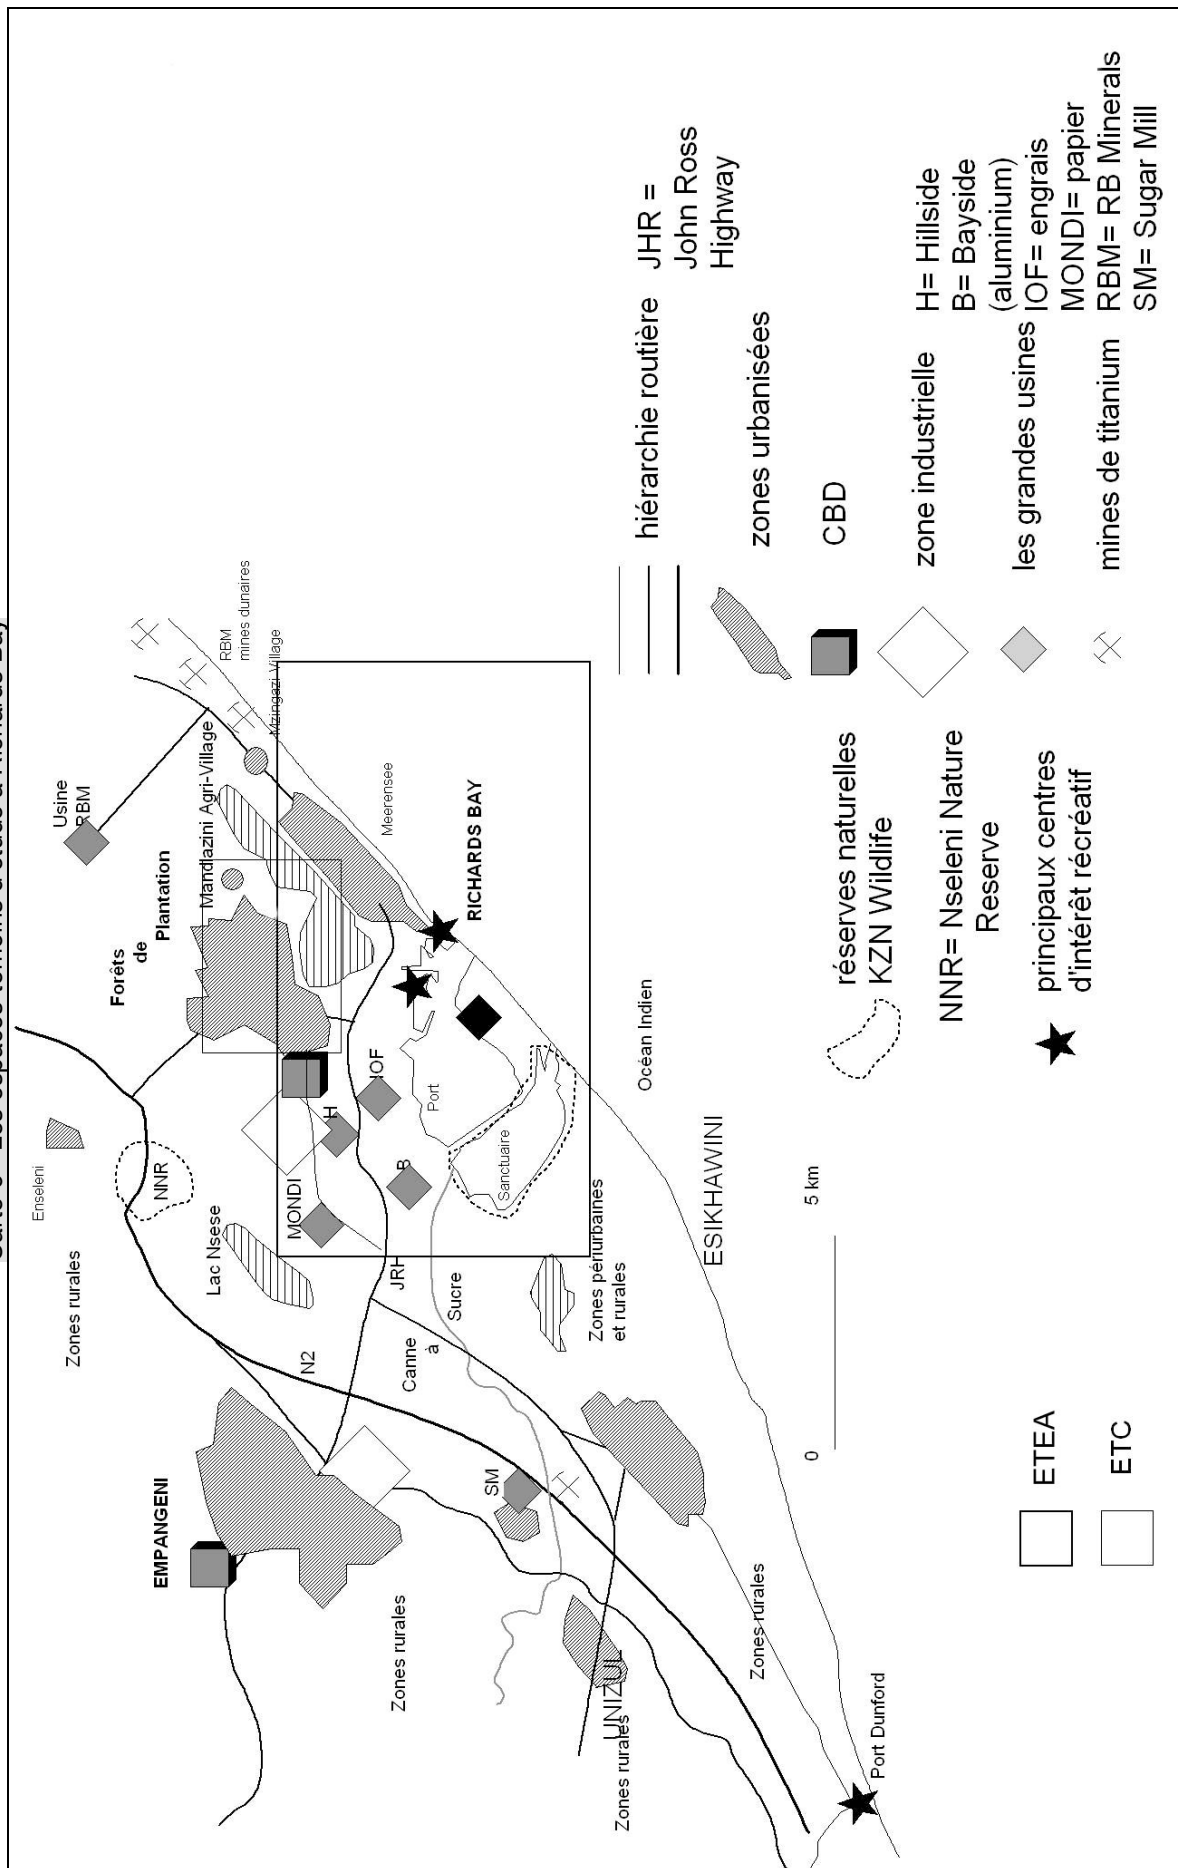 Usine
RBM
Forêts
de
Plantation
Mandlazini Agri-Village
RBM
mines dunaires
Mzingazi Village
Meerensee
RICHARDS BAY
Enseleni
NNR
Zones rurales
Lac Nsese
MONDI
H
IOF
B
Port
Sanctuaire
Océan Indien
JRH
N2
Canne
à
Sucre
Zones périurbaines
et rurales
ESIKHAWINI
EMPANGENI
SM
Zones rurales
UNIZUL
Zones rurales
Zones rurales
Port Dunford
0
5 km
hiérarchie routière
JHR =
John Ross
Highway
zones urbanisées
CBD
zone industrielle
H= Hillside
B= Bayside
(aluminium)
IOF= engrais
MONDI= papier
RBM= RB Minerals
SM= Sugar Mill
les grandes usines
mines de titanium
réserves naturelles
KZN Wildlife
NNR= Nseleni Nature
Reserve
principaux centres
d'intérêt récréatif
ETEA
ETC